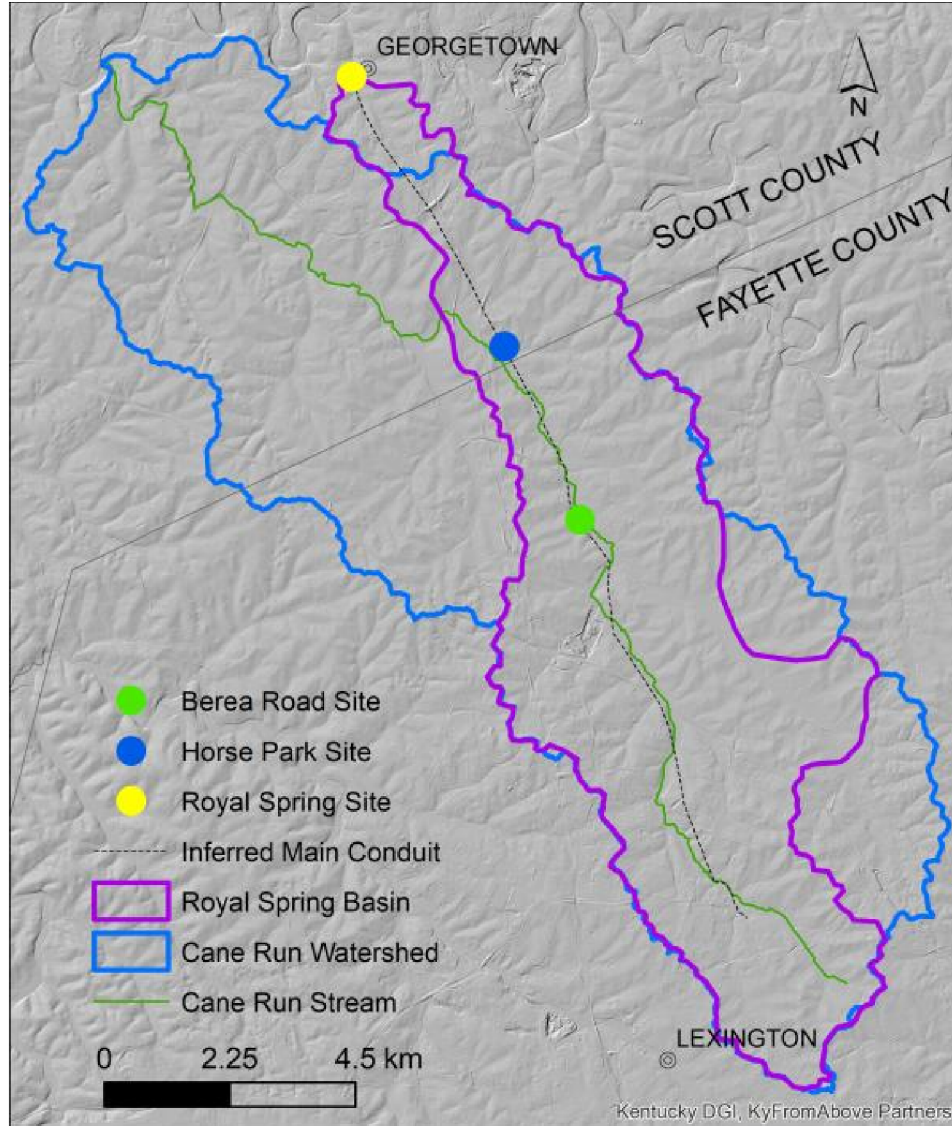 GEORGETOWN
N
SCOTT COUNTY
FAYETTE COUNTY
Berea Road Site
Horse Park Site
Royal Spring Site
Inferred Main Conduit
Royal Spring Basin
Cane Run Watershed
Cane Run Stream
LEXINGTON
0 2.25 4.5 km
Kentucky DGI, KyFromAbove Partners